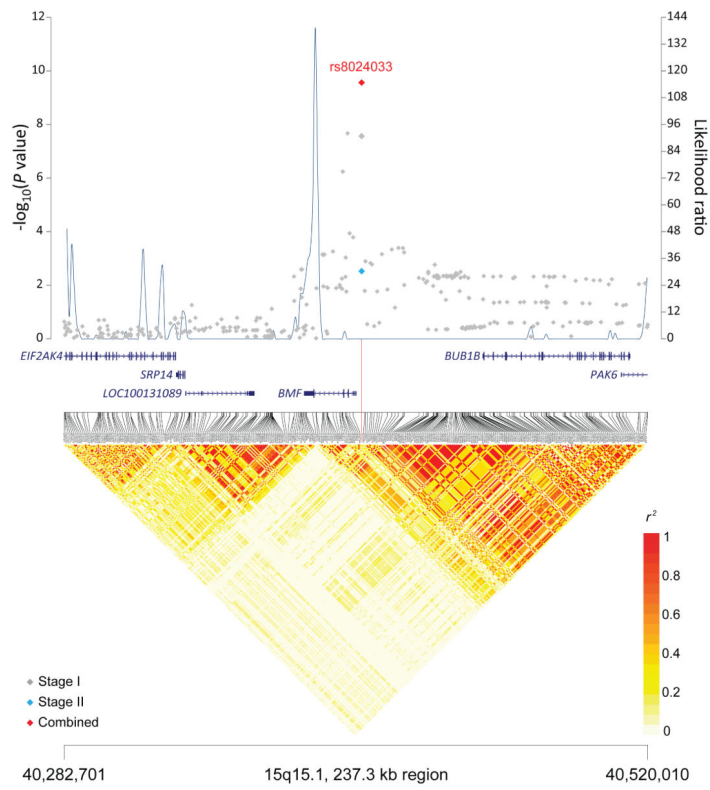 12
10
8
6
4
2
0
-log10(P value)
144
132
120
108
96
84
72
60
48
36
24
12
0
Likelihood ratio
rs8024033
EIF2AK4
SRP14
LOC100131089
BMF
BUB1B
PAK6
r²
1
0.8
0.6
0.4
0.2
0
Stage I
Stage II
Combined
40,282,701
15q15.1, 237.3 kb region
40,520,010